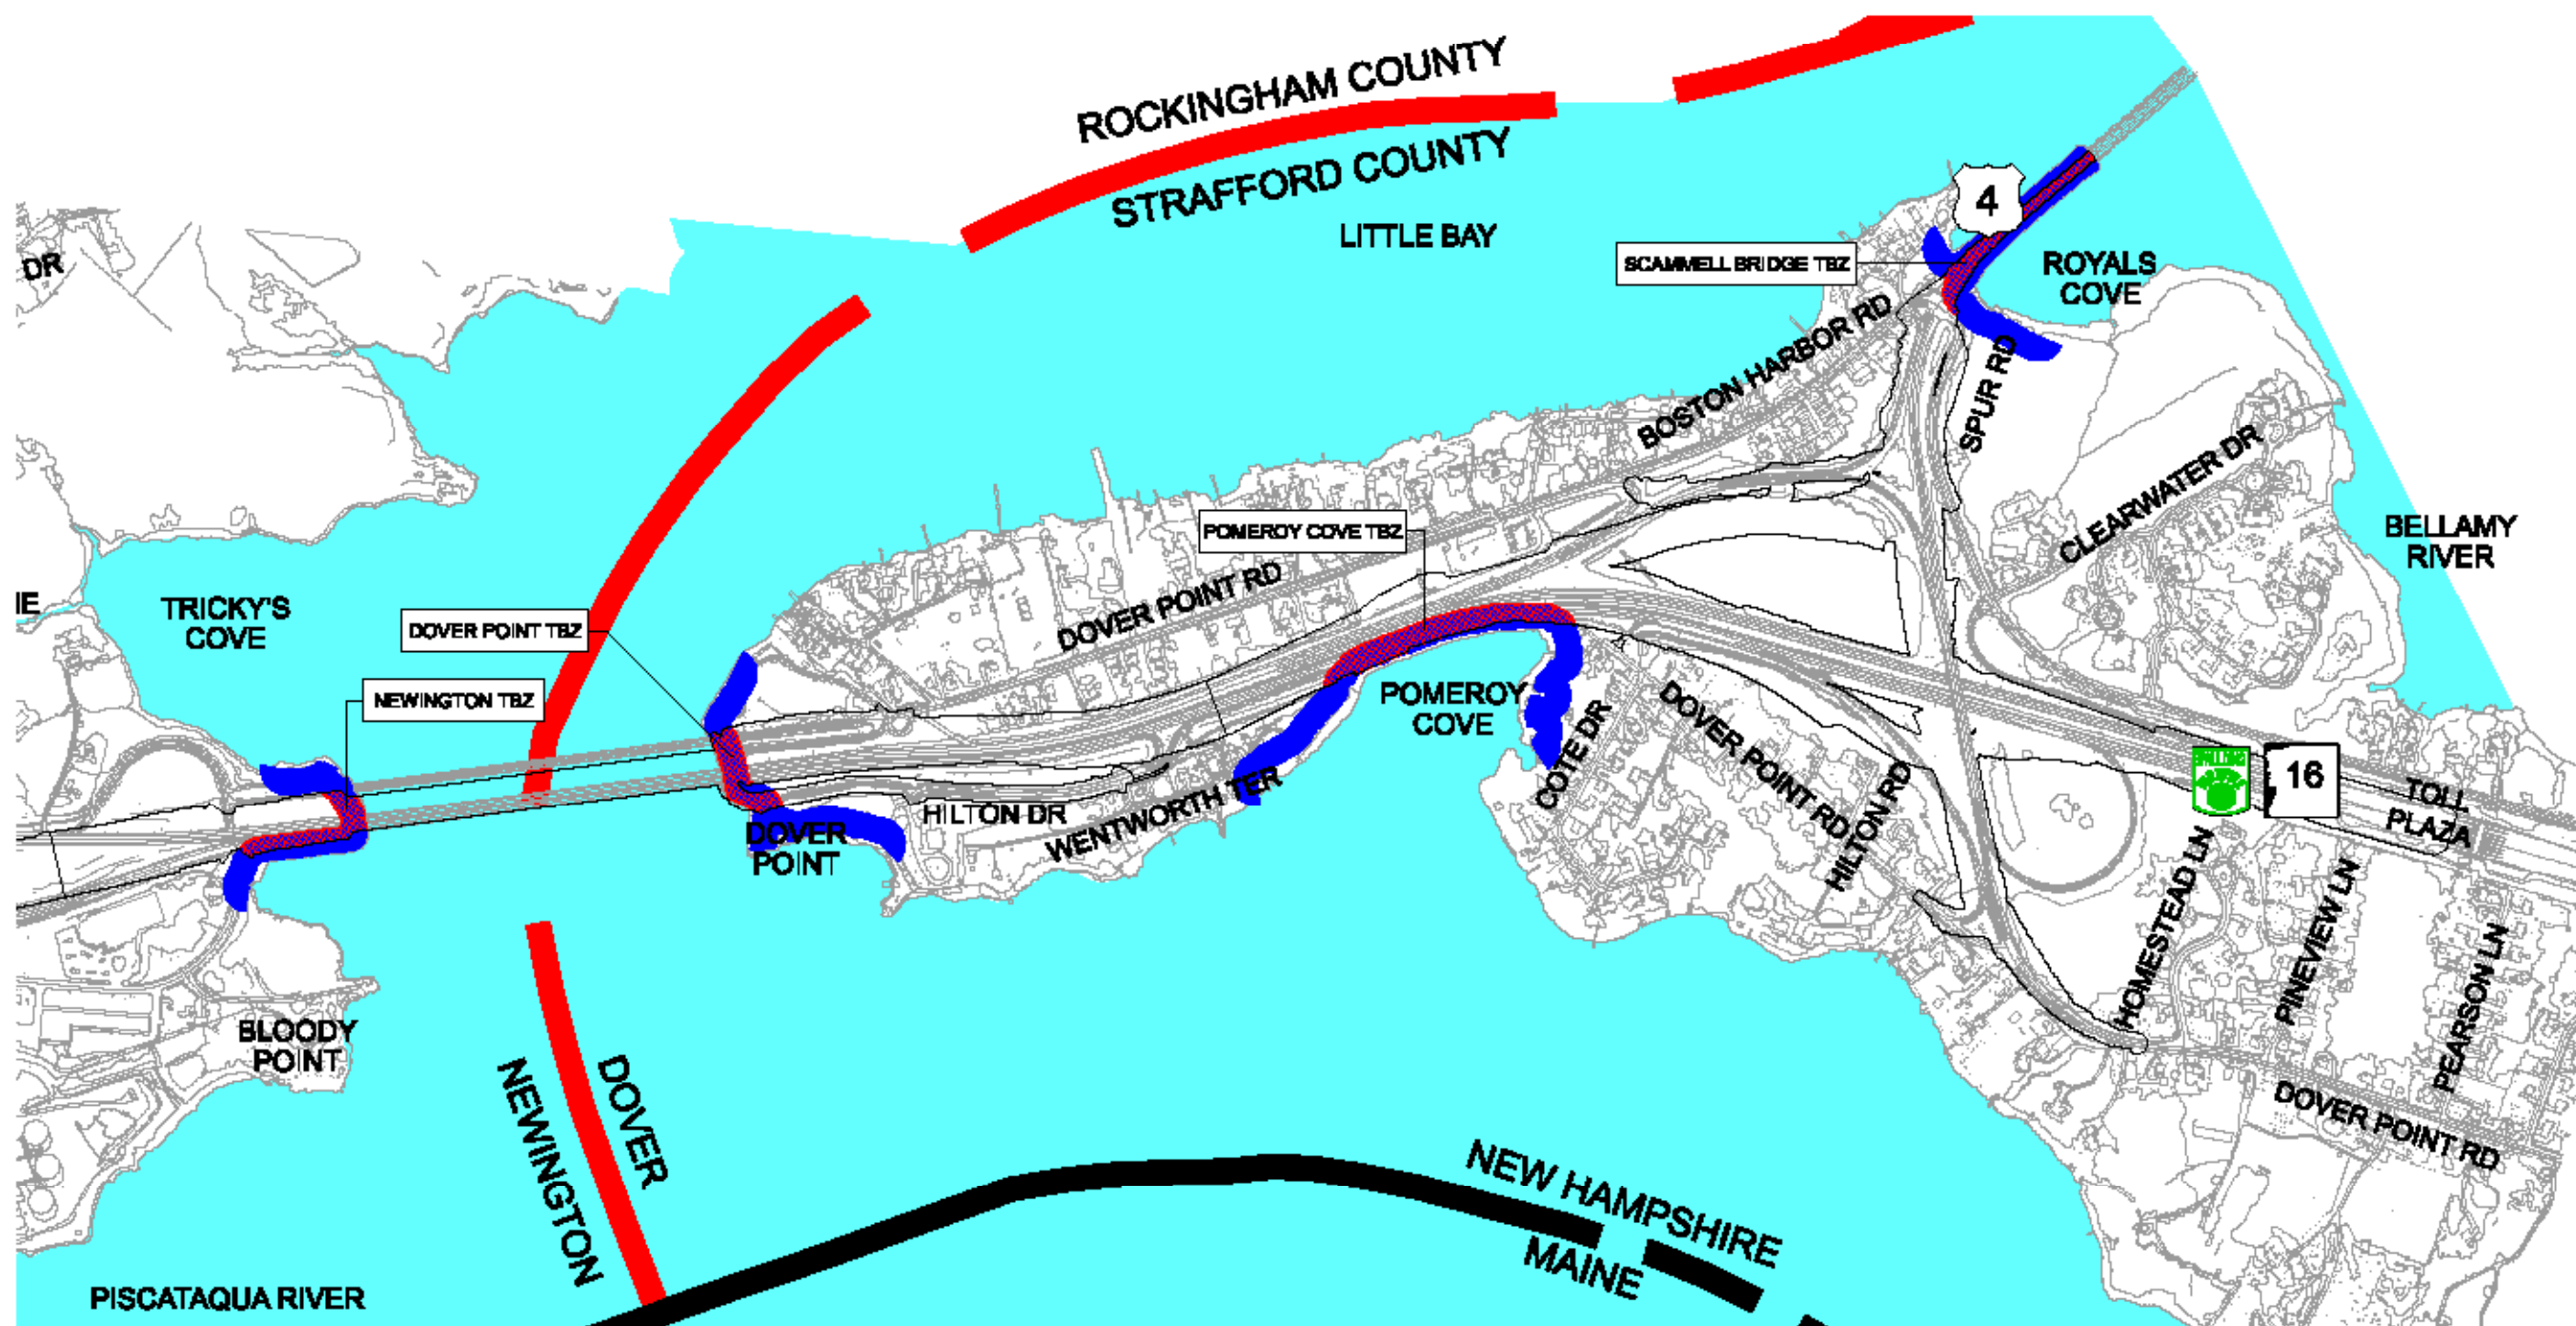 ROCKINGHAM COUNTY
STRAFFORD COUNTY
LITTLE BAY
4
SCAMMELL BRIDGE TBZ
ROYALS
COVE
DR
BOSTON HARBOR RD
SPUR RD
CLEARWATER DR
BELLAMY
RIVER
POMEROY COVE TBZ
DOVER POINT RD
IE
TRICKY'S
COVE
DOVER POINT TBZ
NEWINGTON TBZ
POMEROY
COVE
COTE DR
DOVER POINT RD
HILTON RD
16
TOLL
PLAZA
HILTON DR
WENTWORTH TER
DOVER
POINT
HOMESTEAD LN
PINEVIEW LN
PEARSON LN
BLOODY
POINT
DOVER
NEWINGTON
DOVER POINT RD
NEW HAMPSHIRE
MAINE
PISCATAQUA RIVER